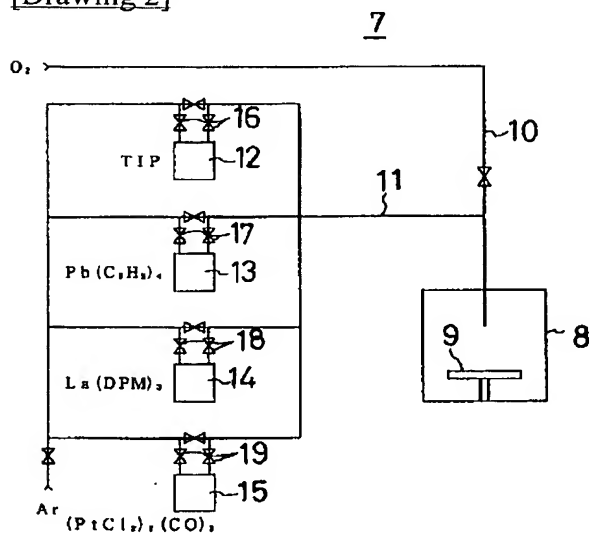 [Drawing 2]
7
O₂
10
16
TIP
12
11
17
Pb(C₂H₅)₄
13
18
La(DPM)₃
14
9
8
19
15
Ar
(PtCl₂)₂(CO)₃